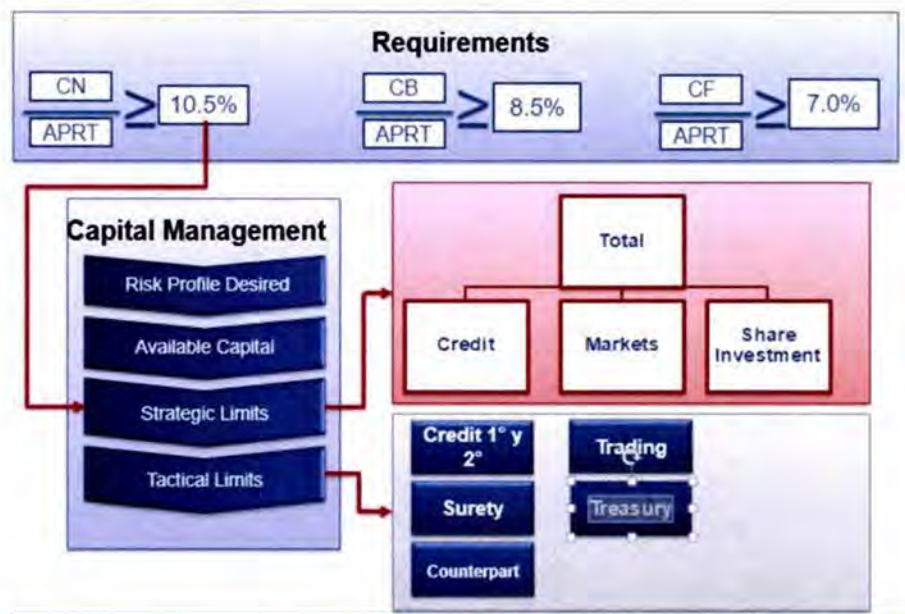 Requirements
CN
APRT
≥
10.5%
CB
APRT
≥
8.5%
CF
APRT
≥
7.0%
Capital Management
Risk Profile Desired
Available Capital
Strategic Limits
Tactical Limits
Total
Credit
Markets
Share
Investment
Credit 1° y
2°
Surety
Counterpart
Trading
Treasury